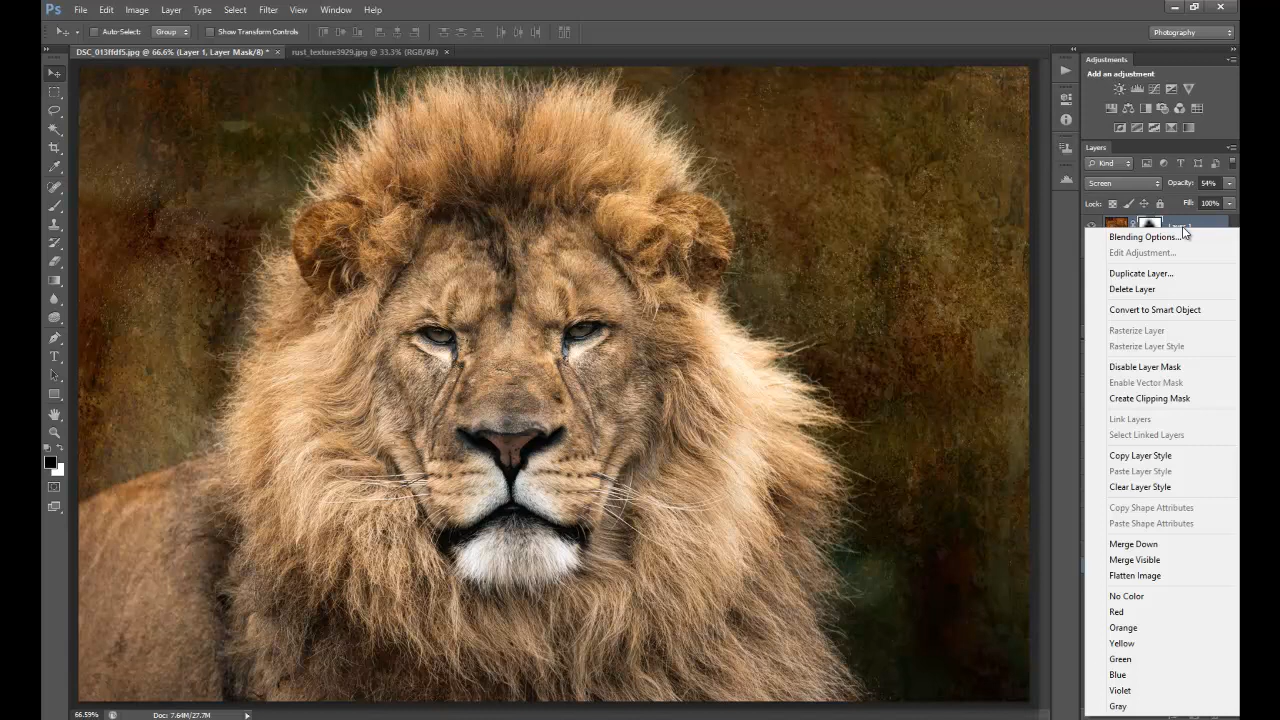 Ps File Edit Image Layer Type Select Filter View Window Help
Auto-Select: Group Show Transform Controls Photography
DSC_013ffdf5.jpg @ 66.6% (Layer 1, Layer Mask/8) * × rust_texture3929.jpg @ 33.3% (RGB/8#) ×
Adjustments
Add an adjustment
Layers
Kind
Screen Opacity: 54%
Lock: Fill: 100%
Blending Options...
Edit Adjustment...
Duplicate Layer...
Delete Layer
Convert to Smart Object
Rasterize Layer
Rasterize Layer Style
Disable Layer Mask
Enable Vector Mask
Create Clipping Mask
Link Layers
Select Linked Layers
Copy Layer Style
Paste Layer Style
Clear Layer Style
Copy Shape Attributes
Paste Shape Attributes
Merge Down
Merge Visible
Flatten Image
No Color
Red
Orange
Yellow
Green
Blue
Violet
Gray
66.59% Doc: 7.64M/27.7M